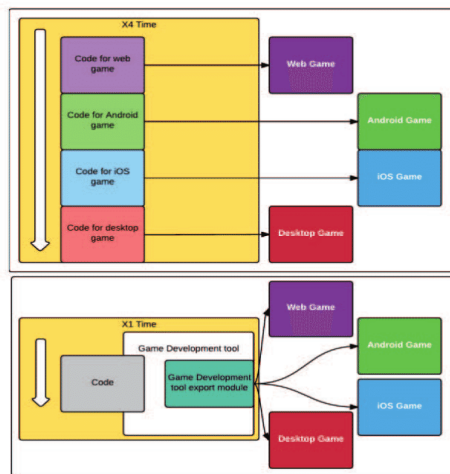 X4 Time
Code for web
game
Web Game
Code for Android
game
Android Game
Code for iOS
game
iOS Game
Code for desktop
game
Desktop Game
X1 Time
Game Development tool
Code
Game Development
tool export module
Web Game
Android Game
iOS Game
Desktop Game